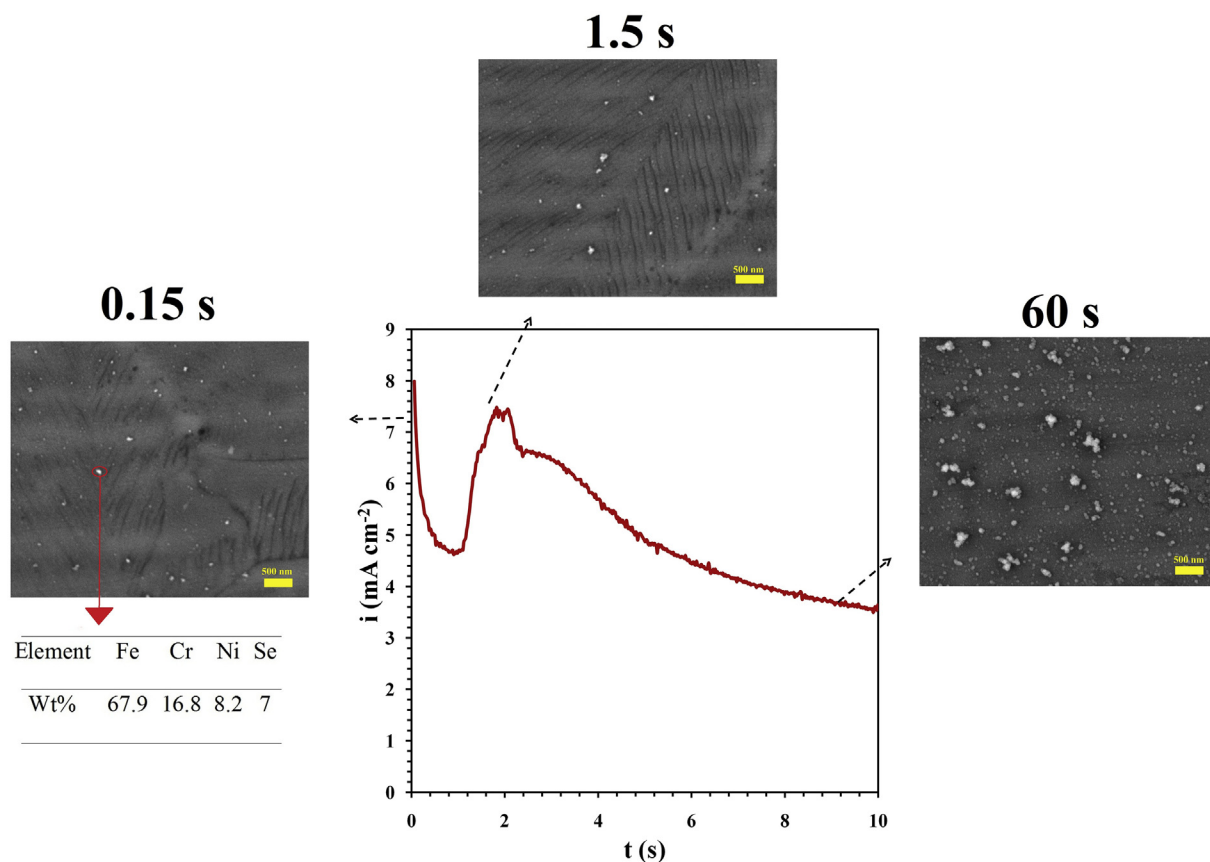 1.5 s
500 nm
0.15 s
500 nm
60 s
500 nm
Element Fe Cr Ni Se
Wt% 67.9 16.8 8.2 7
i (mA cm⁻²)
9
8
7
6
5
4
3
2
1
0
0 2 4 6 8 10
t (s)